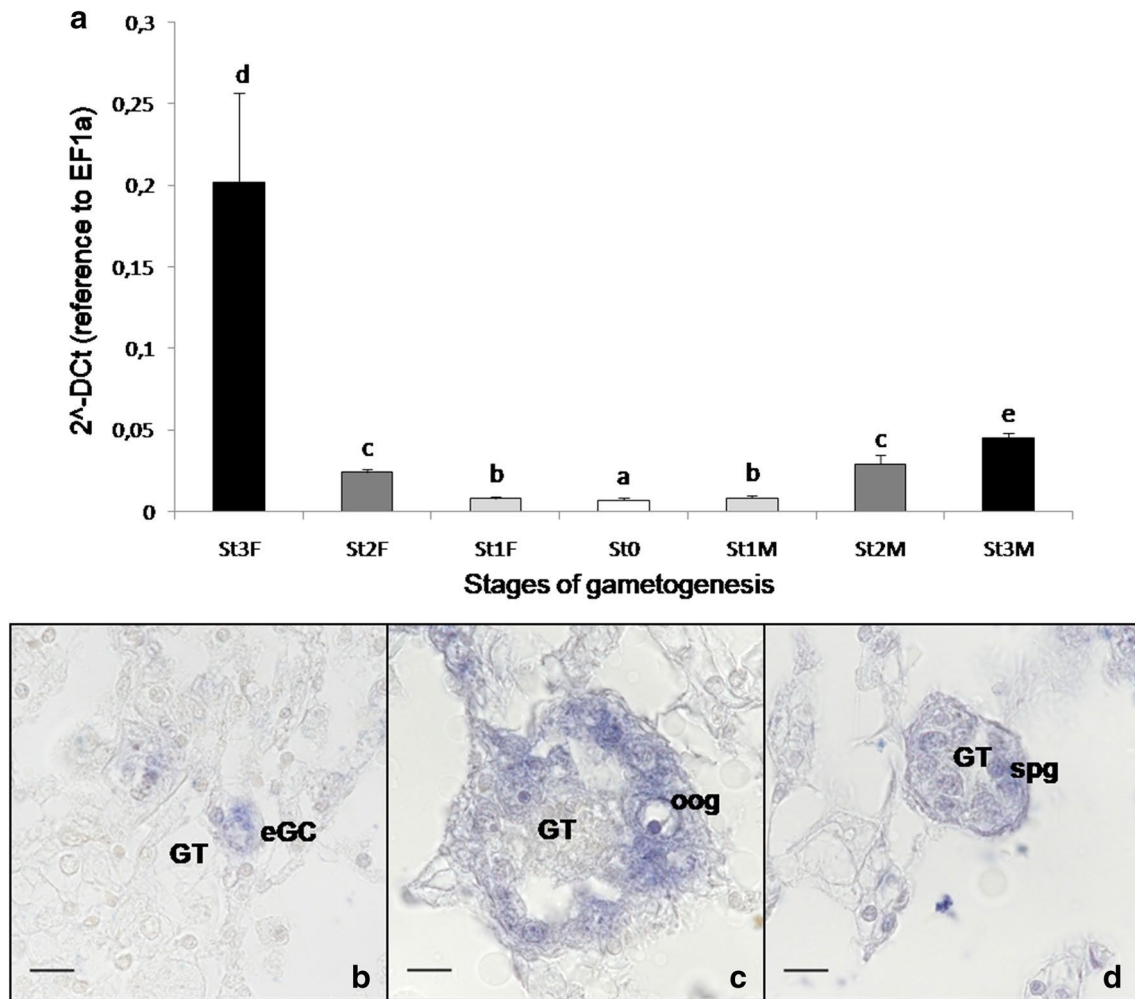 a
2^-DCt (reference to EF1a)
0,3
0,25
0,2
0,15
0,1
0,05
0
d
c
b
a
b
c
e
St3F St2F St1F St0 St1M St2M St3M
Stages of gametogenesis
GT eGC
b
GT oog
c
GT spg
d